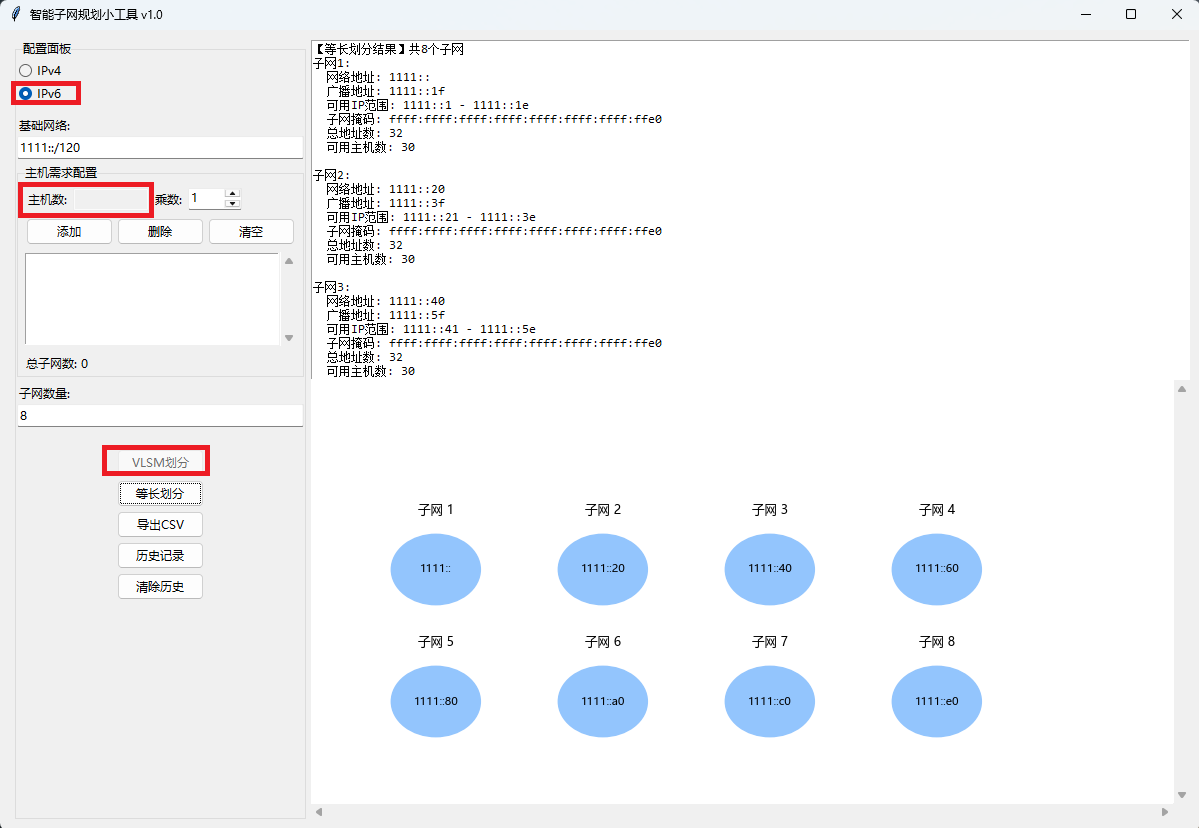 智能子网规划小工具 v1.0
配置面板
IPv4
IPv6
基础网络:
1111::/120
主机需求配置
主机数:
乘数: 1
添加 删除 清空
总子网数: 0
子网数量:
8
VLSM划分
等长划分
导出CSV
历史记录
清除历史
【等长划分结果】共8个子网
子网1:
网络地址: 1111::
广播地址: 1111::1f
可用IP范围: 1111::1 - 1111::1e
子网掩码: ffff:ffff:ffff:ffff:ffff:ffff:ffff:ffe0
总地址数: 32
可用主机数: 30
子网2:
网络地址: 1111::20
广播地址: 1111::3f
可用IP范围: 1111::21 - 1111::3e
子网掩码: ffff:ffff:ffff:ffff:ffff:ffff:ffff:ffe0
总地址数: 32
可用主机数: 30
子网3:
网络地址: 1111::40
广播地址: 1111::5f
可用IP范围: 1111::41 - 1111::5e
子网掩码: ffff:ffff:ffff:ffff:ffff:ffff:ffff:ffe0
总地址数: 32
可用主机数: 30
子网 1 子网 2 子网 3 子网 4
1111:: 1111::20 1111::40 1111::60
子网 5 子网 6 子网 7 子网 8
1111::80 1111::a0 1111::c0 1111::e0